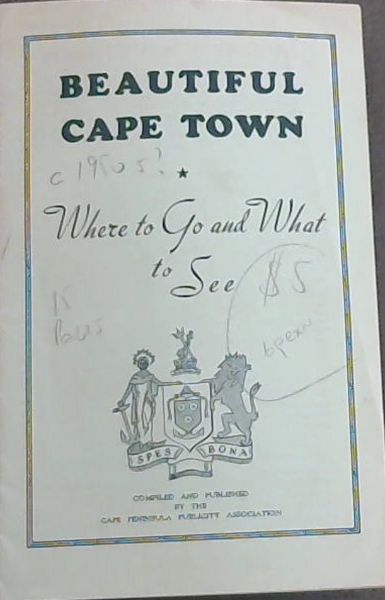 BEAUTIFUL
CAPE TOWN
c 1950s?
Where to Go and What
to See
$5
SPES BONA
COMPILED AND PUBLISHED
BY THE
CAPE PENINSULA PUBLICITY ASSOCIATION